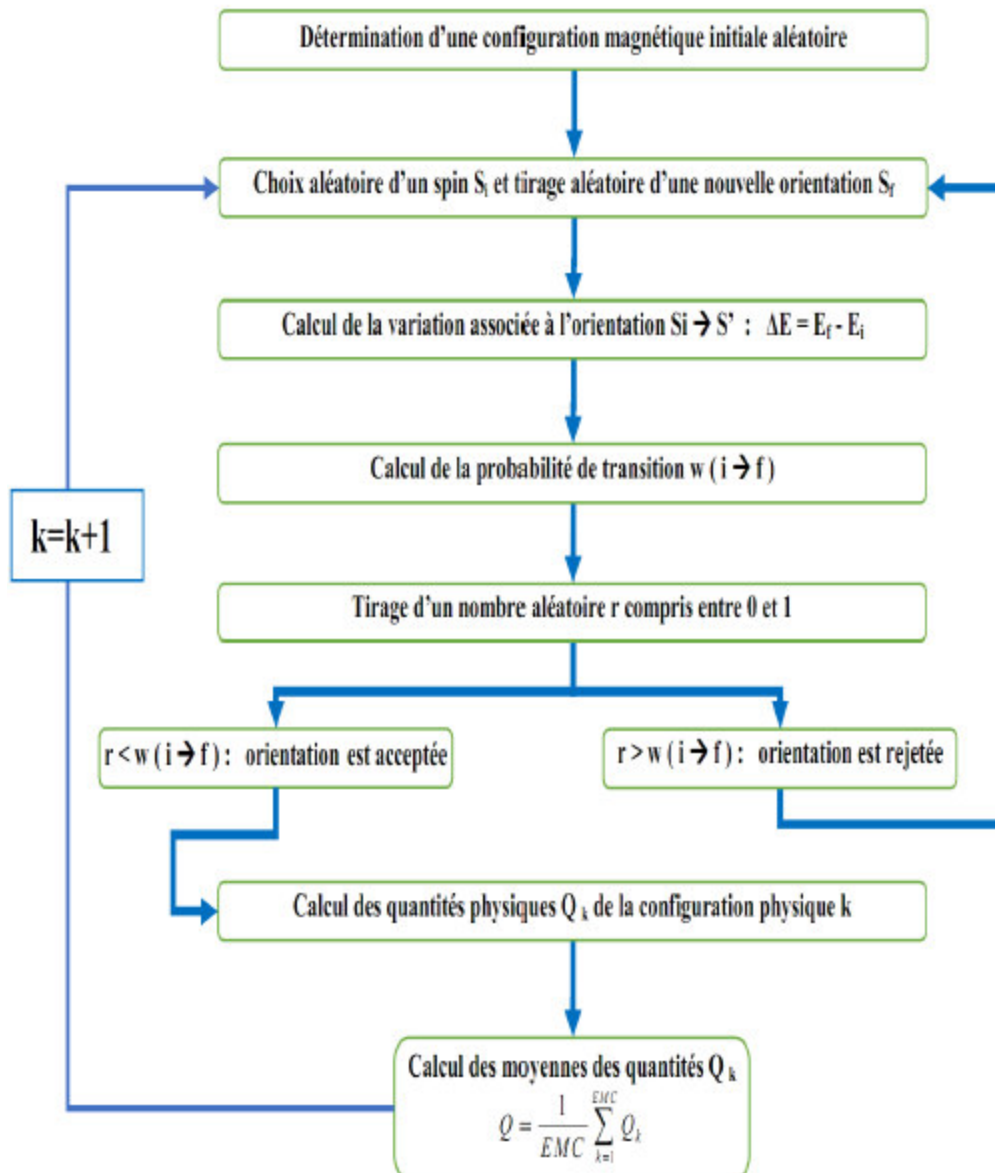 Détermination d’une configuration magnétique initiale aléatoire
Choix aléatoire d’un spin Si et tirage aléatoire d’une nouvelle orientation Sf
Calcul de la variation associée à l’orientation Si → S’ : ΔE = Ef - Ei
Calcul de la probabilité de transition w ( i → f )
k=k+1
Tirage d’un nombre aléatoire r compris entre 0 et 1
r < w ( i → f ) : orientation est acceptée
r > w ( i → f ) : orientation est rejetée
Calcul des quantités physiques Q k de la configuration physique k
Calcul des moyennes des quantités Q k
Q = 1/EMC ∑ k=1 EMC Qk